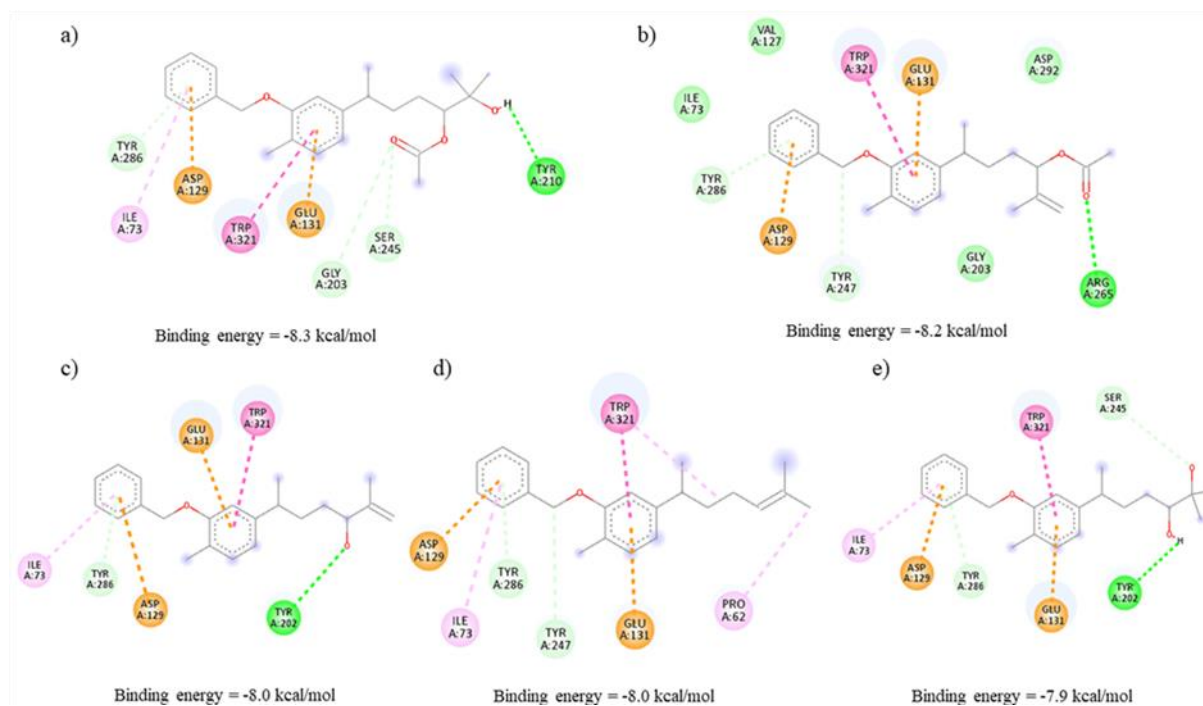 a)
TYR
A:286
ILE
A:73
ASP
A:129
TRP
A:321
GLU
A:131
GLY
A:203
SER
A:245
O
O
O
O
H
TYR
A:210
Binding energy = -8.3 kcal/mol
b)
VAL
A:127
ILE
A:73
TYR
A:286
ASP
A:129
TYR
A:247
TRP
A:321
GLU
A:131
ASP
A:292
GLY
A:203
O
O
O
ARG
A:265
Binding energy = -8.2 kcal/mol
c)
GLU
A:131
TRP
A:321
O
O
ILE
A:73
TYR
A:286
ASP
A:129
TYR
A:202
Binding energy = -8.0 kcal/mol
d)
TRP
A:321
O
ASP
A:129
TYR
A:286
ILE
A:73
TYR
A:247
GLU
A:131
PRO
A:62
Binding energy = -8.0 kcal/mol
e)
SER
A:245
TRP
A:321
O
O
O
H
ILE
A:73
ASP
A:129
TYR
A:286
GLU
A:131
TYR
A:202
Binding energy = -7.9 kcal/mol